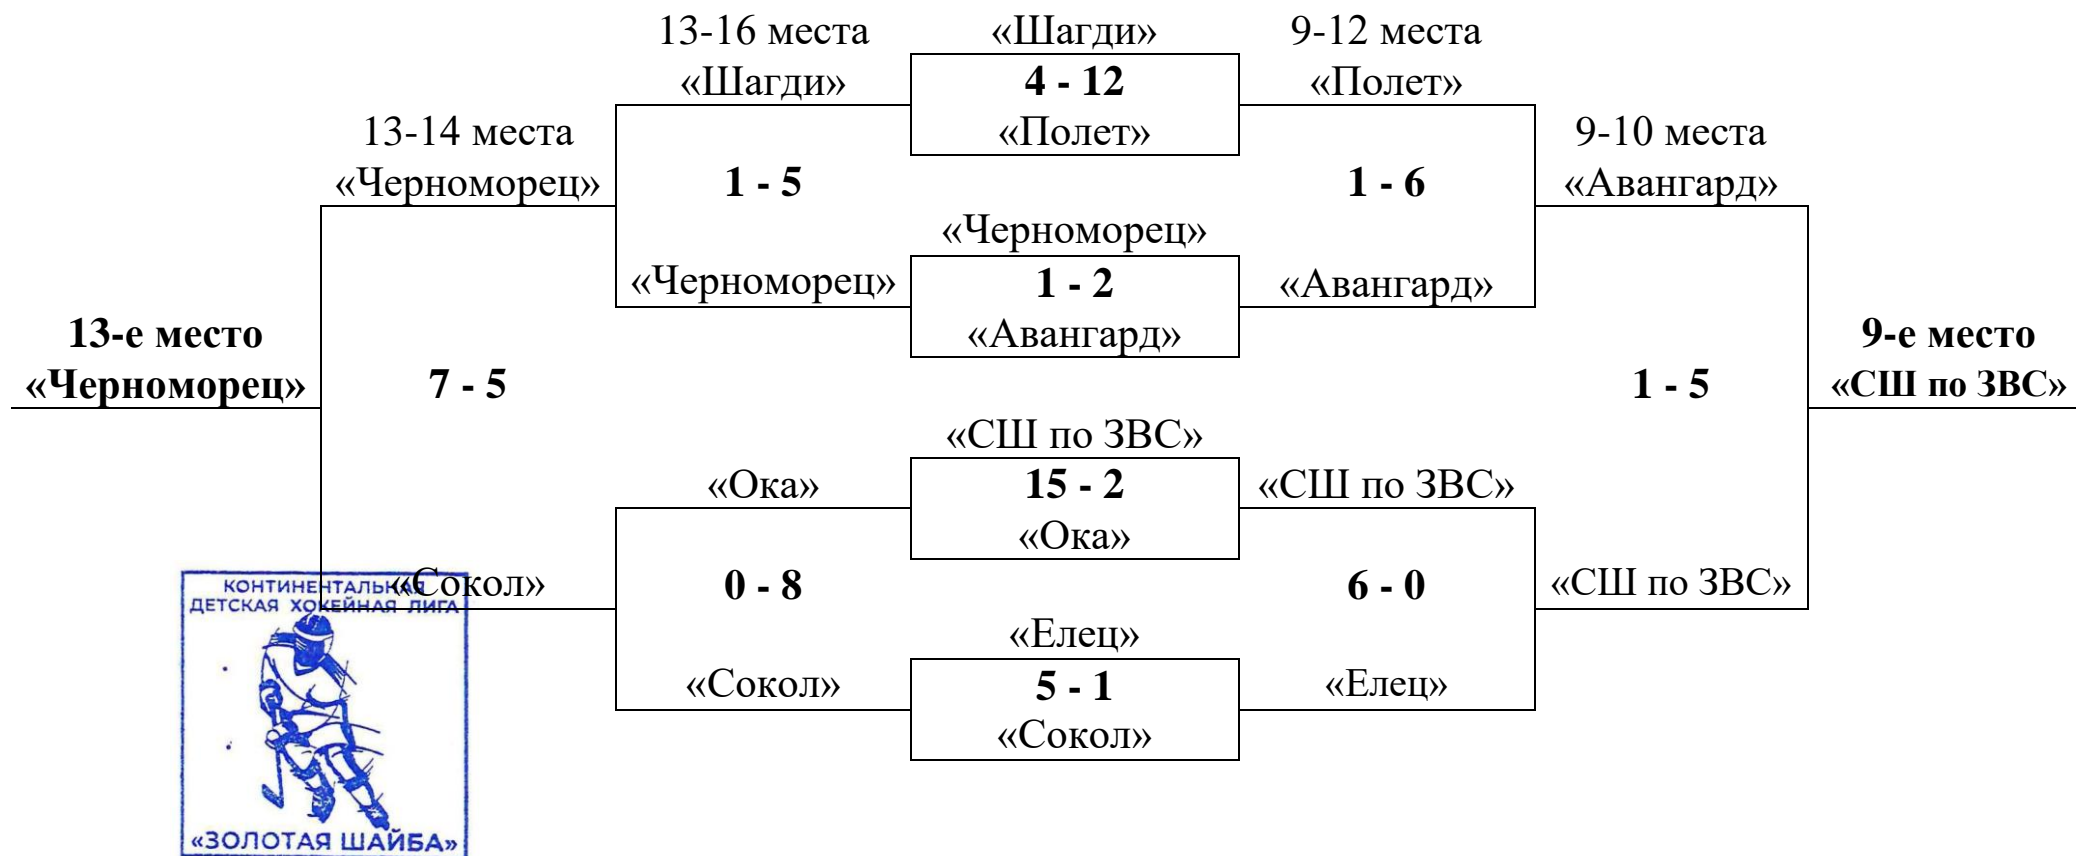 13-16 места
«Шагди»
9-12 места
«Шагди»
4 - 12
«Полет»
13-14 места
«Полет»
9-10 места
«Черноморец»
1 - 5
1 - 6
«Авангард»
«Черноморец»
«Черноморец»
1 - 2
«Авангард»
13-е место
«Авангард»
9-е место
«Черноморец»
7 - 5
1 - 5
«СШ по ЗВС»
«СШ по ЗВС»
«Ока»
15 - 2
«СШ по ЗВС»
«Ока»
«Сокол»
0 - 8
6 - 0
«СШ по ЗВС»
«Елец»
«Сокол»
5 - 1
«Елец»
«Сокол»
КОНТИНЕНТАЛЬНАЯ
ДЕТСКАЯ ХОККЕЙНАЯ ЛИГА
«ЗОЛОТАЯ ШАЙБА»